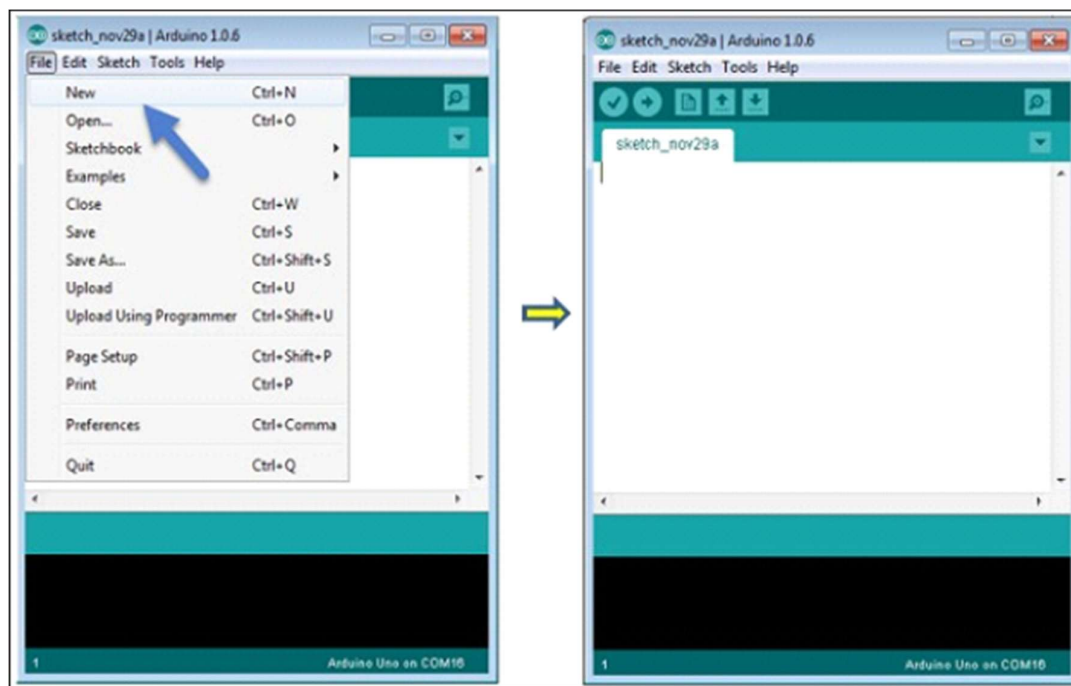 sketch_nov29a | Arduino 1.0.6
File Edit Sketch Tools Help
New Ctrl+N
Open... Ctrl+O
Sketchbook
Examples
Close Ctrl+W
Save Ctrl+S
Save As... Ctrl+Shift+S
Upload Ctrl+U
Upload Using Programmer Ctrl+Shift+U
Page Setup Ctrl+Shift+P
Print Ctrl+P
Preferences Ctrl+Comma
Quit Ctrl+Q
1 Arduino Uno on COM16
sketch_nov29a | Arduino 1.0.6
File Edit Sketch Tools Help
sketch_nov29a
1 Arduino Uno on COM16